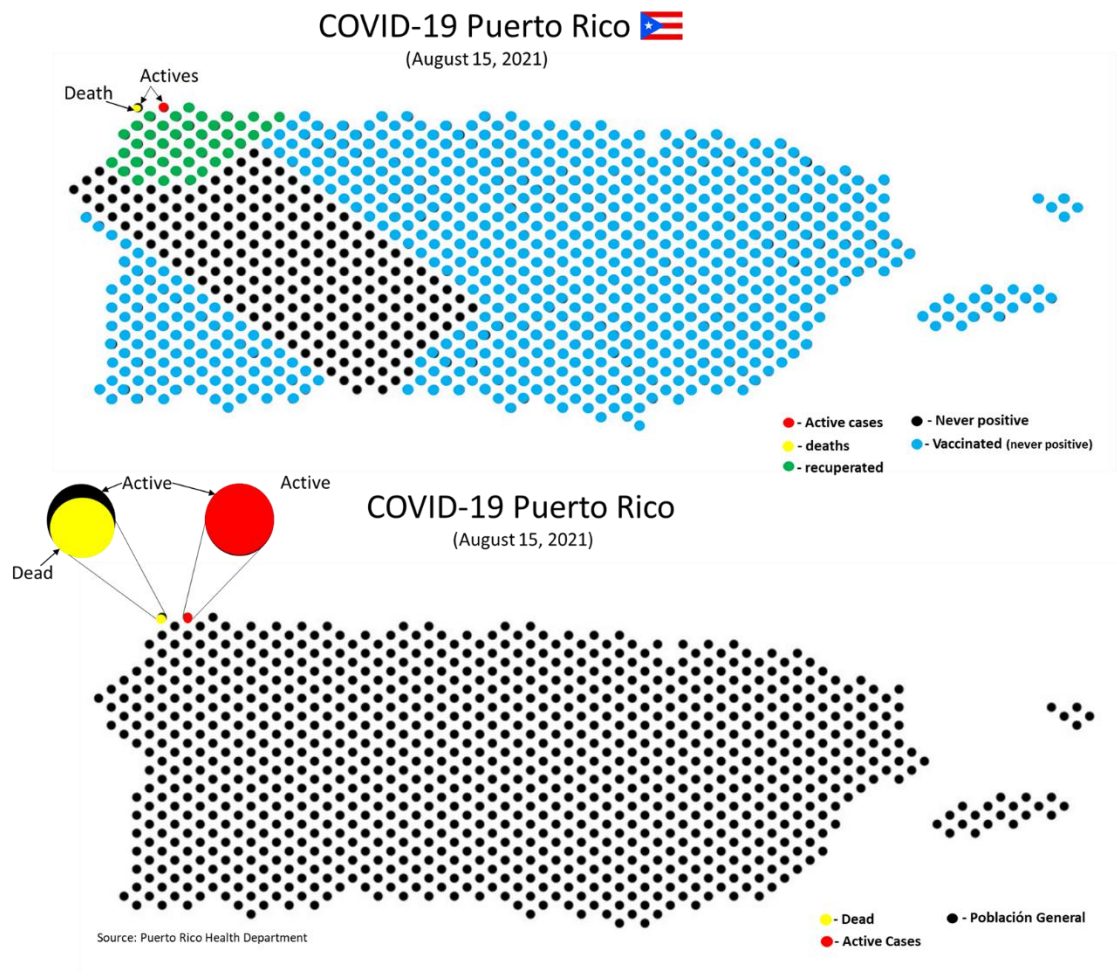 COVID-19 Puerto Rico
(August 15, 2021)
Actives
Death
- Active cases
- deaths
- recuperated
- Never positive
- Vaccinated (never positive)
Active
Active
Dead
COVID-19 Puerto Rico
(August 15, 2021)
Source: Puerto Rico Health Department
- Dead
- Active Cases
- Población General